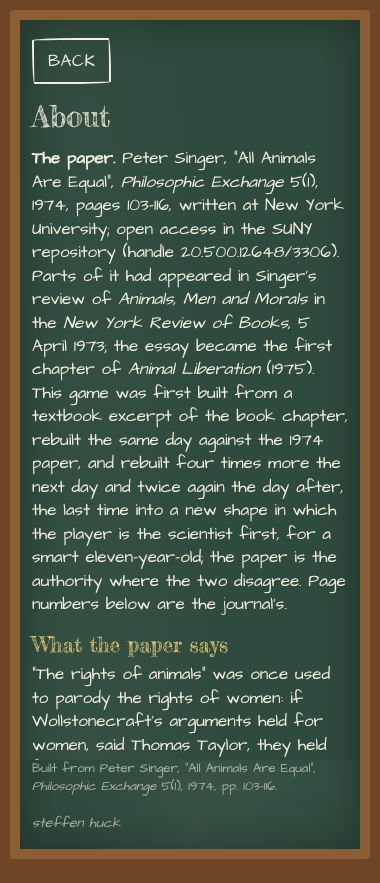 BACK
About
The paper. Peter Singer, "All Animals
Are Equal", Philosophic Exchange 5(1),
1974, pages 103-116, written at New York
University; open access in the SUNY
repository (handle 20.500.12648/3306).
Parts of it had appeared in Singer's
review of Animals, Men and Morals in
the New York Review of Books, 5
April 1973; the essay became the first
chapter of Animal Liberation (1975).
This game was first built from a
textbook excerpt of the book chapter,
rebuilt the same day against the 1974
paper, and rebuilt four times more the
next day and twice again the day after,
the last time into a new shape in which
the player is the scientist first, for a
smart eleven-year-old; the paper is the
authority where the two disagree. Page
numbers below are the journal's.
What the paper says
"The rights of animals" was once used
to parody the rights of women: if
Wollstonecraft's arguments held for
women, said Thomas Taylor, they held
Built from Peter Singer, "All Animals Are Equal",
Philosophic Exchange 5(1), 1974, pp. 103-116.
steffen huck